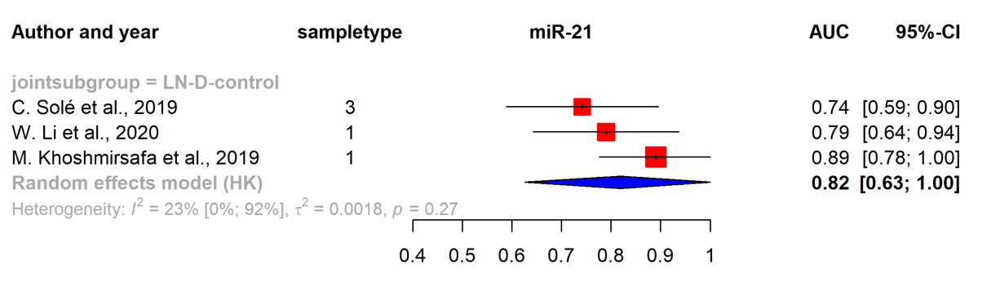 Author and year sampletype miR-21 AUC 95%-CI
jointsubgroup = LN-D-control
C. Solé et al., 2019 3 0.74 [0.59; 0.90]
W. Li et al., 2020 1 0.79 [0.64; 0.94]
M. Khoshmirsafa et al., 2019 1 0.89 [0.78; 1.00]
Random effects model (HK) 0.82 [0.63; 1.00]
Heterogeneity: I² = 23% [0%; 92%], τ² = 0.0018, p = 0.27
0.4 0.5 0.6 0.7 0.8 0.9 1